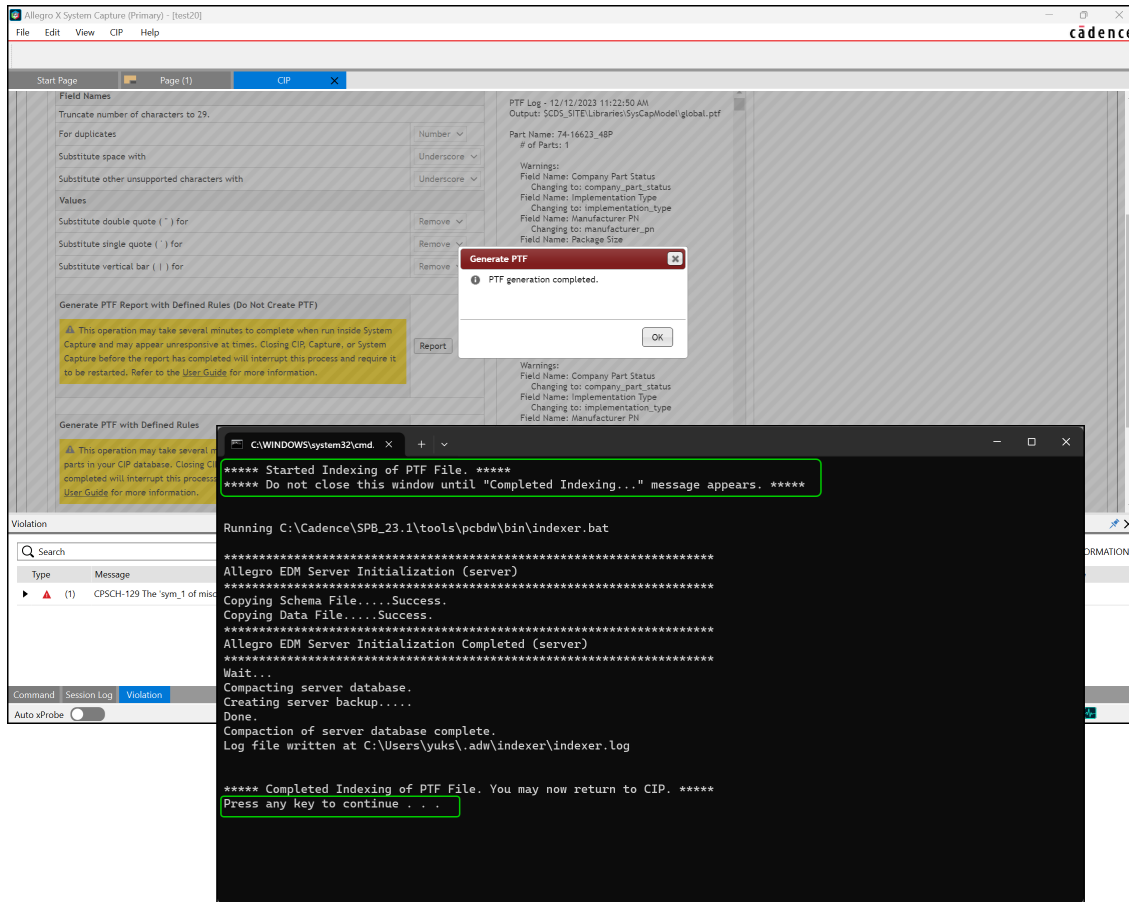 Allegro X System Capture (Primary) - [test20]
File Edit View CIP Help
cādence
Start Page Page (1) CIP
Field Names
Truncate number of characters to 29.
For duplicates Number
Substitute space with Underscore
Substitute other unsupported characters with Underscore
Values
Substitute double quote ( " ) for Remove
Substitute single quote ( ' ) for Remove
Substitute vertical bar ( | ) for Remove
Generate PTF Report with Defined Rules (Do Not Create PTF)
This operation may take several minutes to complete when run inside System
Capture and may appear unresponsive at times. Closing CIP, Capture, or System
Capture before the report has completed will interrupt this process and require it
to be restarted. Refer to the User Guide for more information.
Report
Generate PTF with Defined Rules
This operation may take several
parts in your CIP database. Closing
completed will interrupt this process
User Guide for more information.
PTF Log - 12/12/2023 11:22:50 AM
Output: $CDS_SITE\Libraries\SysCapModel\global.ptf
Part Name: 74-16623_48P
# of Parts: 1
Warnings:
Field Name: Company Part Status
Changing to: company_part_status
Field Name: Implementation Type
Changing to: implementation_type
Field Name: Manufacturer PN
Changing to: manufacturer_pn
Field Name: Package Size
Generate PTF
PTF generation completed.
OK
Warnings:
Field Name: Company Part Status
Changing to: company_part_status
Field Name: Implementation Type
Changing to: implementation_type
Field Name: Manufacturer PN
Violation
Search
Type Message
(1) CPSCH-129 The 'sym_1 of misc
ORMATION
Command Session Log Violation
Auto xProbe
C:\WINDOWS\system32\cmd.
***** Started Indexing of PTF File. *****
***** Do not close this window until "Completed Indexing..." message appears. *****
Running C:\Cadence\SPB_23.1\tools\pcbdw\bin\indexer.bat
**********************************************************************
Allegro EDM Server Initialization (server)
**********************************************************************
Copying Schema File.....Success.
Copying Data File.....Success.
**********************************************************************
Allegro EDM Server Initialization Completed (server)
**********************************************************************
Wait...
Compacting server database.
Creating server backup.....
Done.
Compaction of server database complete.
Log file written at C:\Users\yuks\.adw\indexer\indexer.log
***** Completed Indexing of PTF File. You may now return to CIP. *****
Press any key to continue . . .